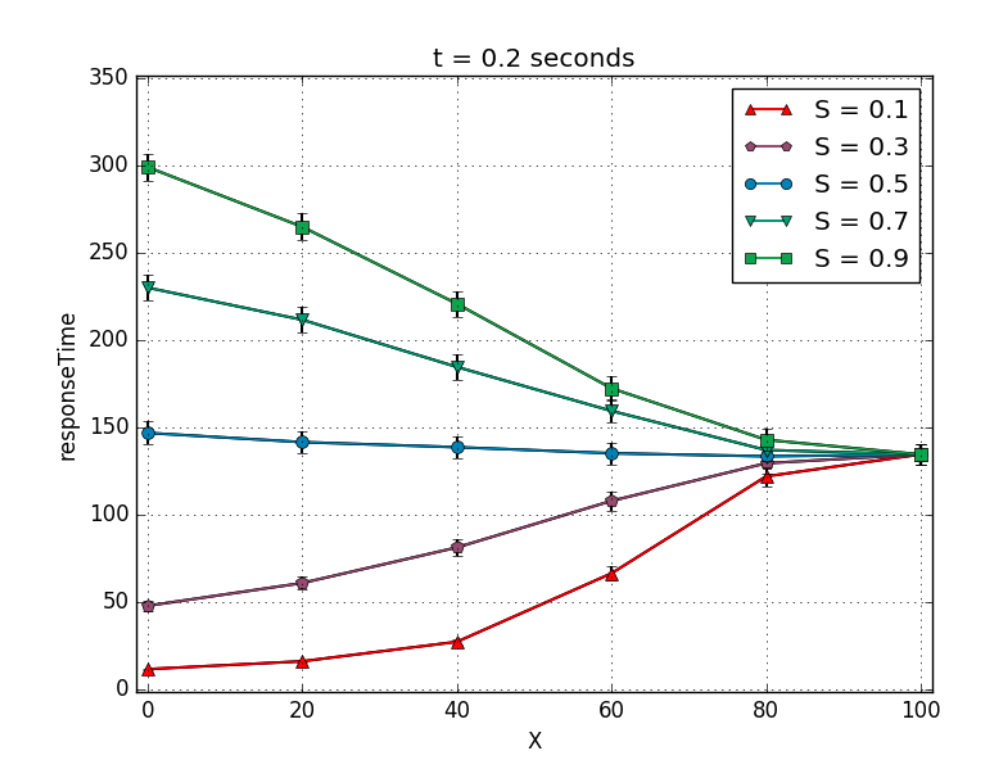 t = 0.2 seconds
350
300
250
200
150
100
50
0
responseTime
S = 0.1
S = 0.3
S = 0.5
S = 0.7
S = 0.9
0 20 40 60 80 100
X